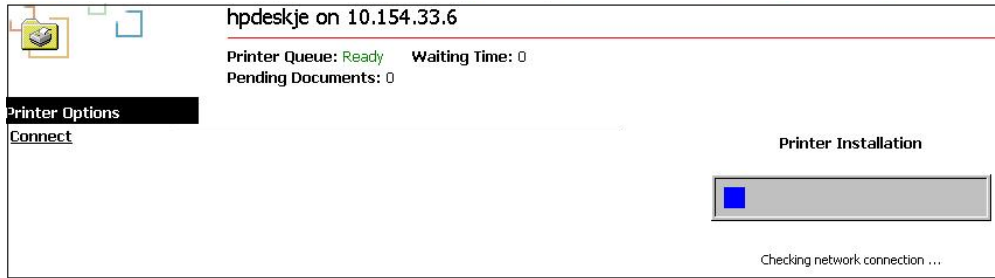 hpdeskje on 10.154.33.6
Printer Queue: Ready Waiting Time: 0
Pending Documents: 0
Printer Options
Connect
Printer Installation
Checking network connection ...